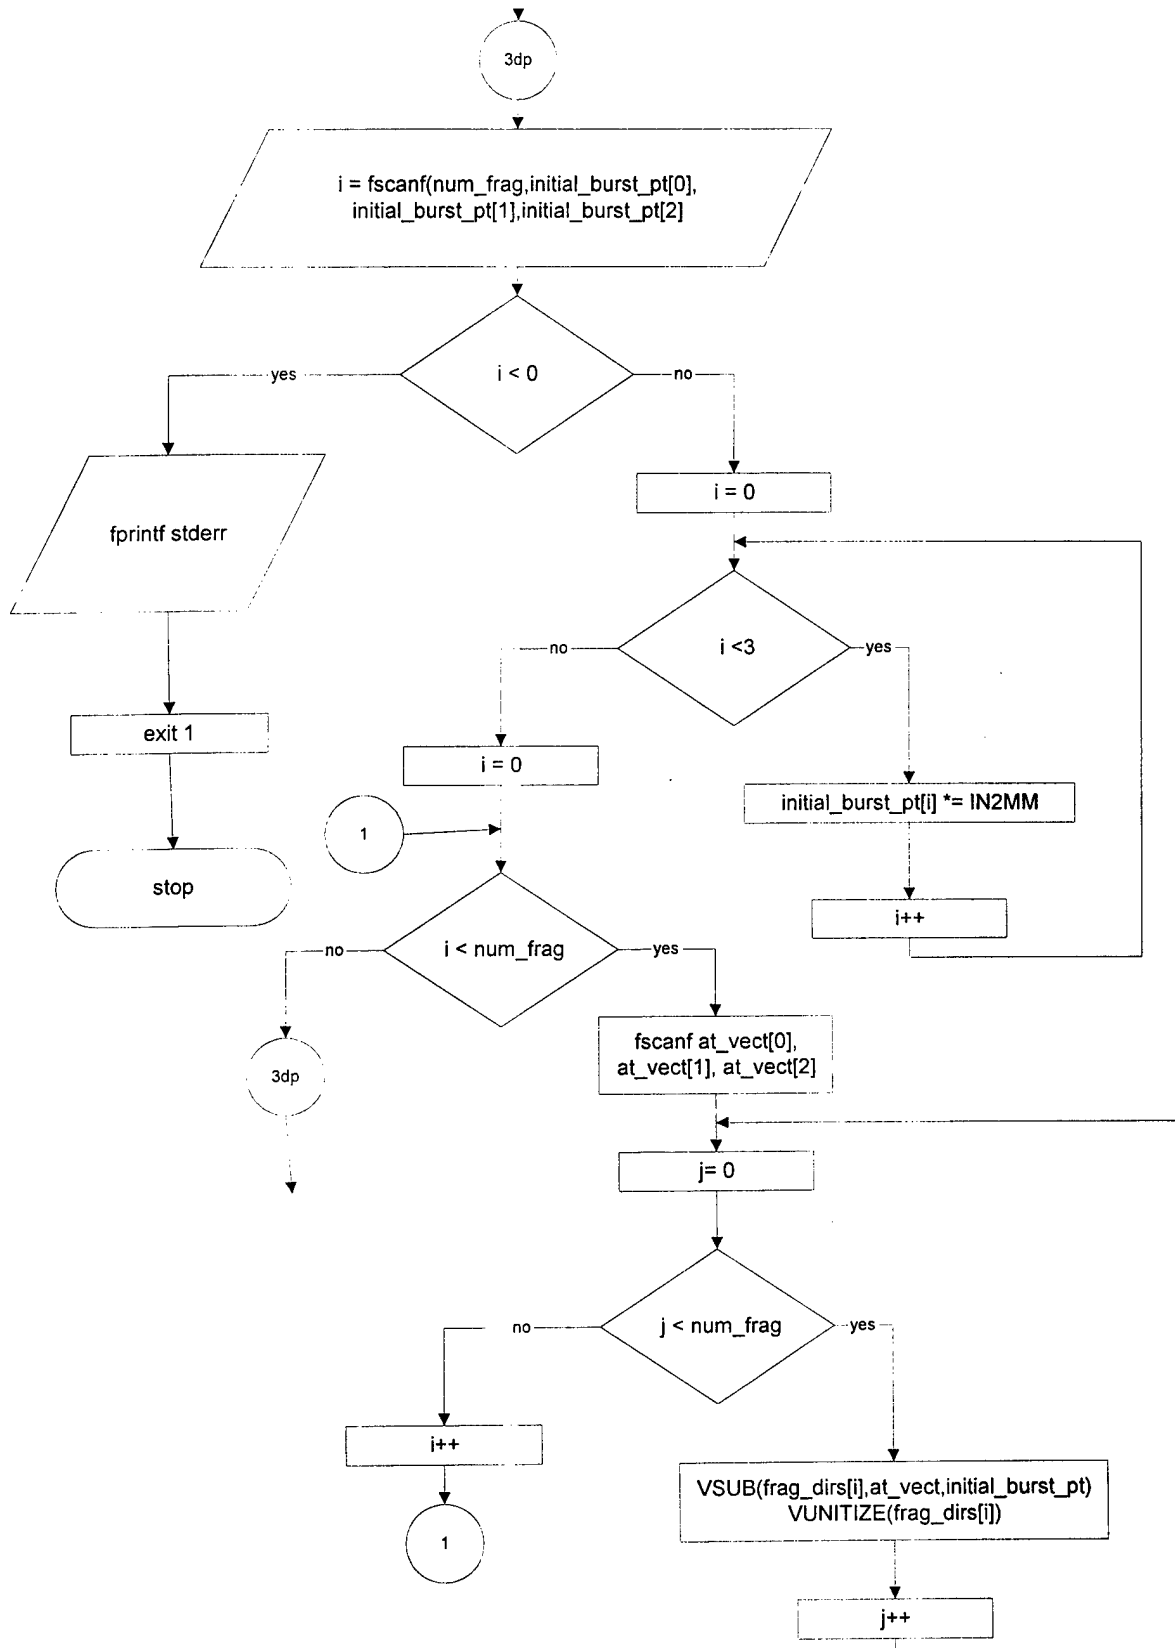 3dp
i = fscanf(num_frag,initial_burst_pt[0],
initial_burst_pt[1],initial_burst_pt[2]
i < 0
yes
no
i = 0
fprintf stderr
i <3
no
yes
exit 1
i = 0
initial_burst_pt[i] *= IN2MM
1
stop
i++
i < num_frag
no
yes
fscanf at_vect[0],
at_vect[1], at_vect[2]
3dp
j= 0
j < num_frag
no
yes
i++
VSUB(frag_dirs[i],at_vect,initial_burst_pt)
VUNITIZE(frag_dirs[i])
1
j++